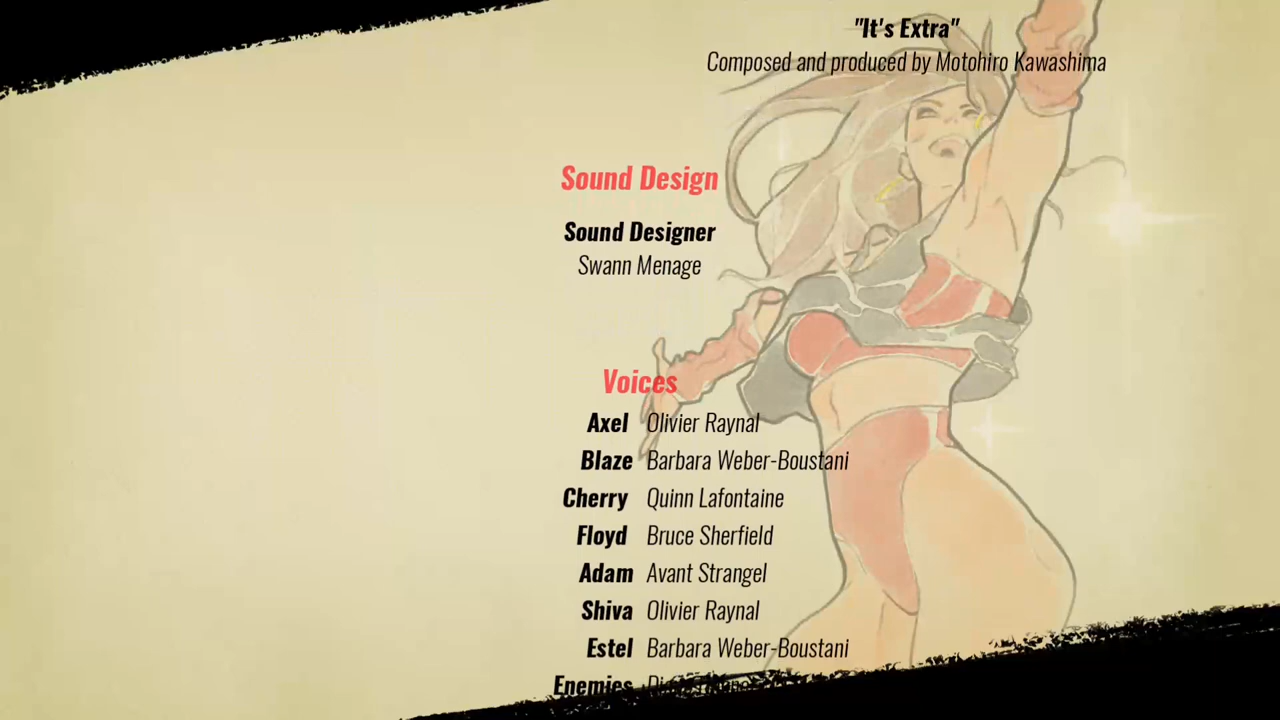 "It's Extra"
Composed and produced by Motohiro Kawashima
Sound Design
Sound Designer
Swann Menage
Voices
Axel Olivier Raynal
Blaze Barbara Weber-Boustani
Cherry Quinn Lafontaine
Floyd Bruce Sherfield
Adam Avant Strangel
Shiva Olivier Raynal
Estel Barbara Weber-Boustani
Enemies